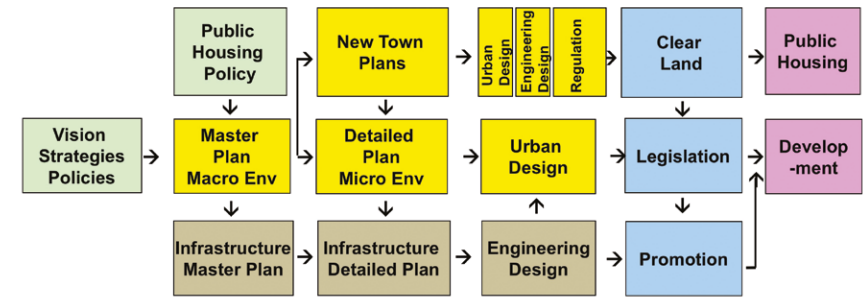 Public
Housing
Policy
New Town
Plans
Urban
Design
Engineering
Design
Regulation
Clear
Land
Public
Housing
Vision
Strategies
Policies
Master
Plan
Macro Env
Detailed
Plan
Micro Env
Urban
Design
Legislation
Develop
-ment
Infrastructure
Master Plan
Infrastructure
Detailed Plan
Engineering
Design
Promotion